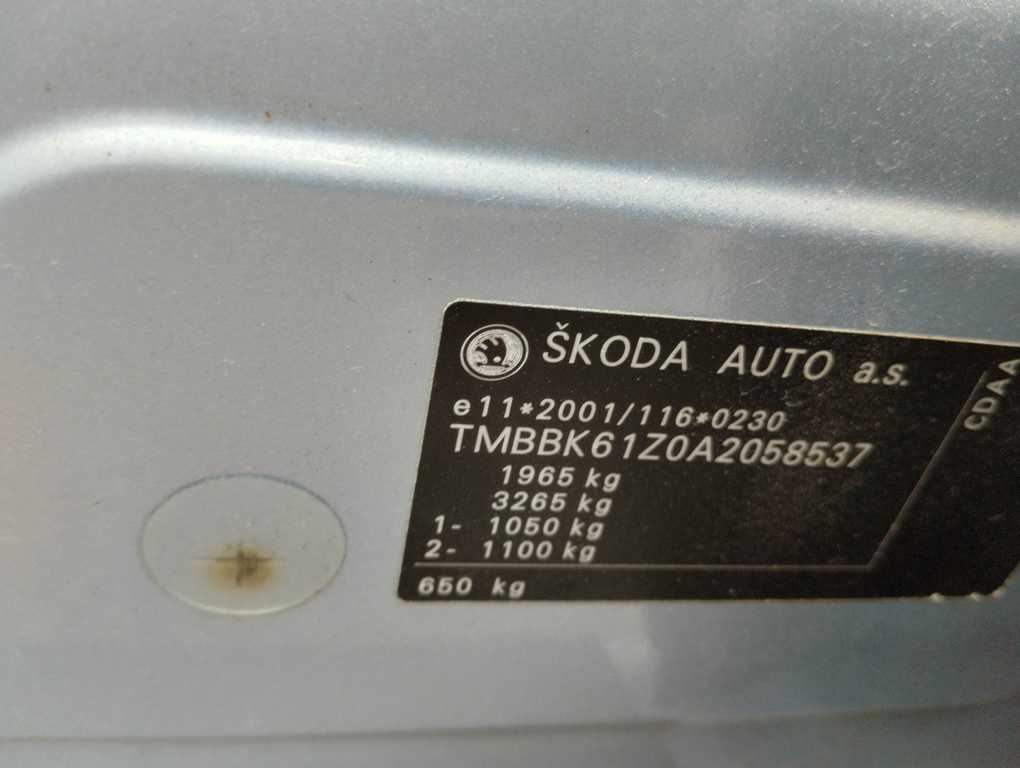 ŠKODA AUTO a.s.
e11*2001/116*0230
TMBBK61Z0A2058537
1965 kg
3265 kg
1- 1050 kg
2- 1100 kg
650 kg
CDAA